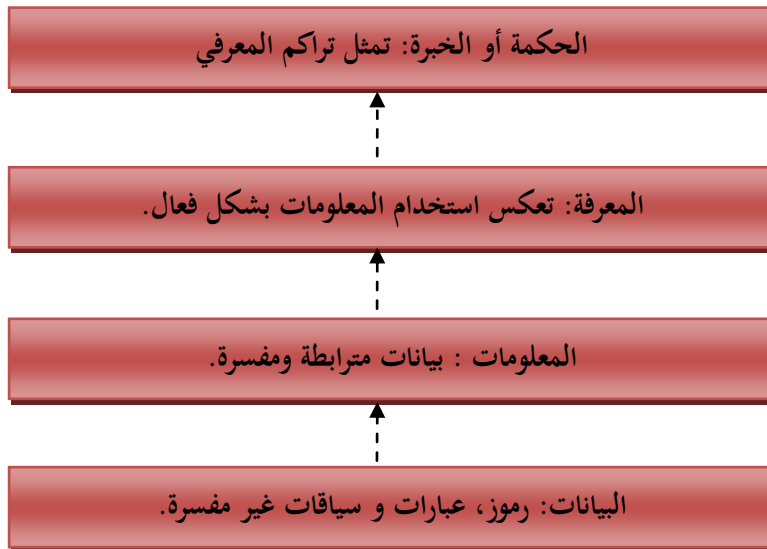 الحكمة أو الخبرة: تمثل تراكم المعرفي
المعرفة: تعكس استخدام المعلومات بشكل فعال.
المعلومات : بيانات مترابطة ومفسرة.
البيانات: رموز، عبارات و سياقات غير مفسرة.